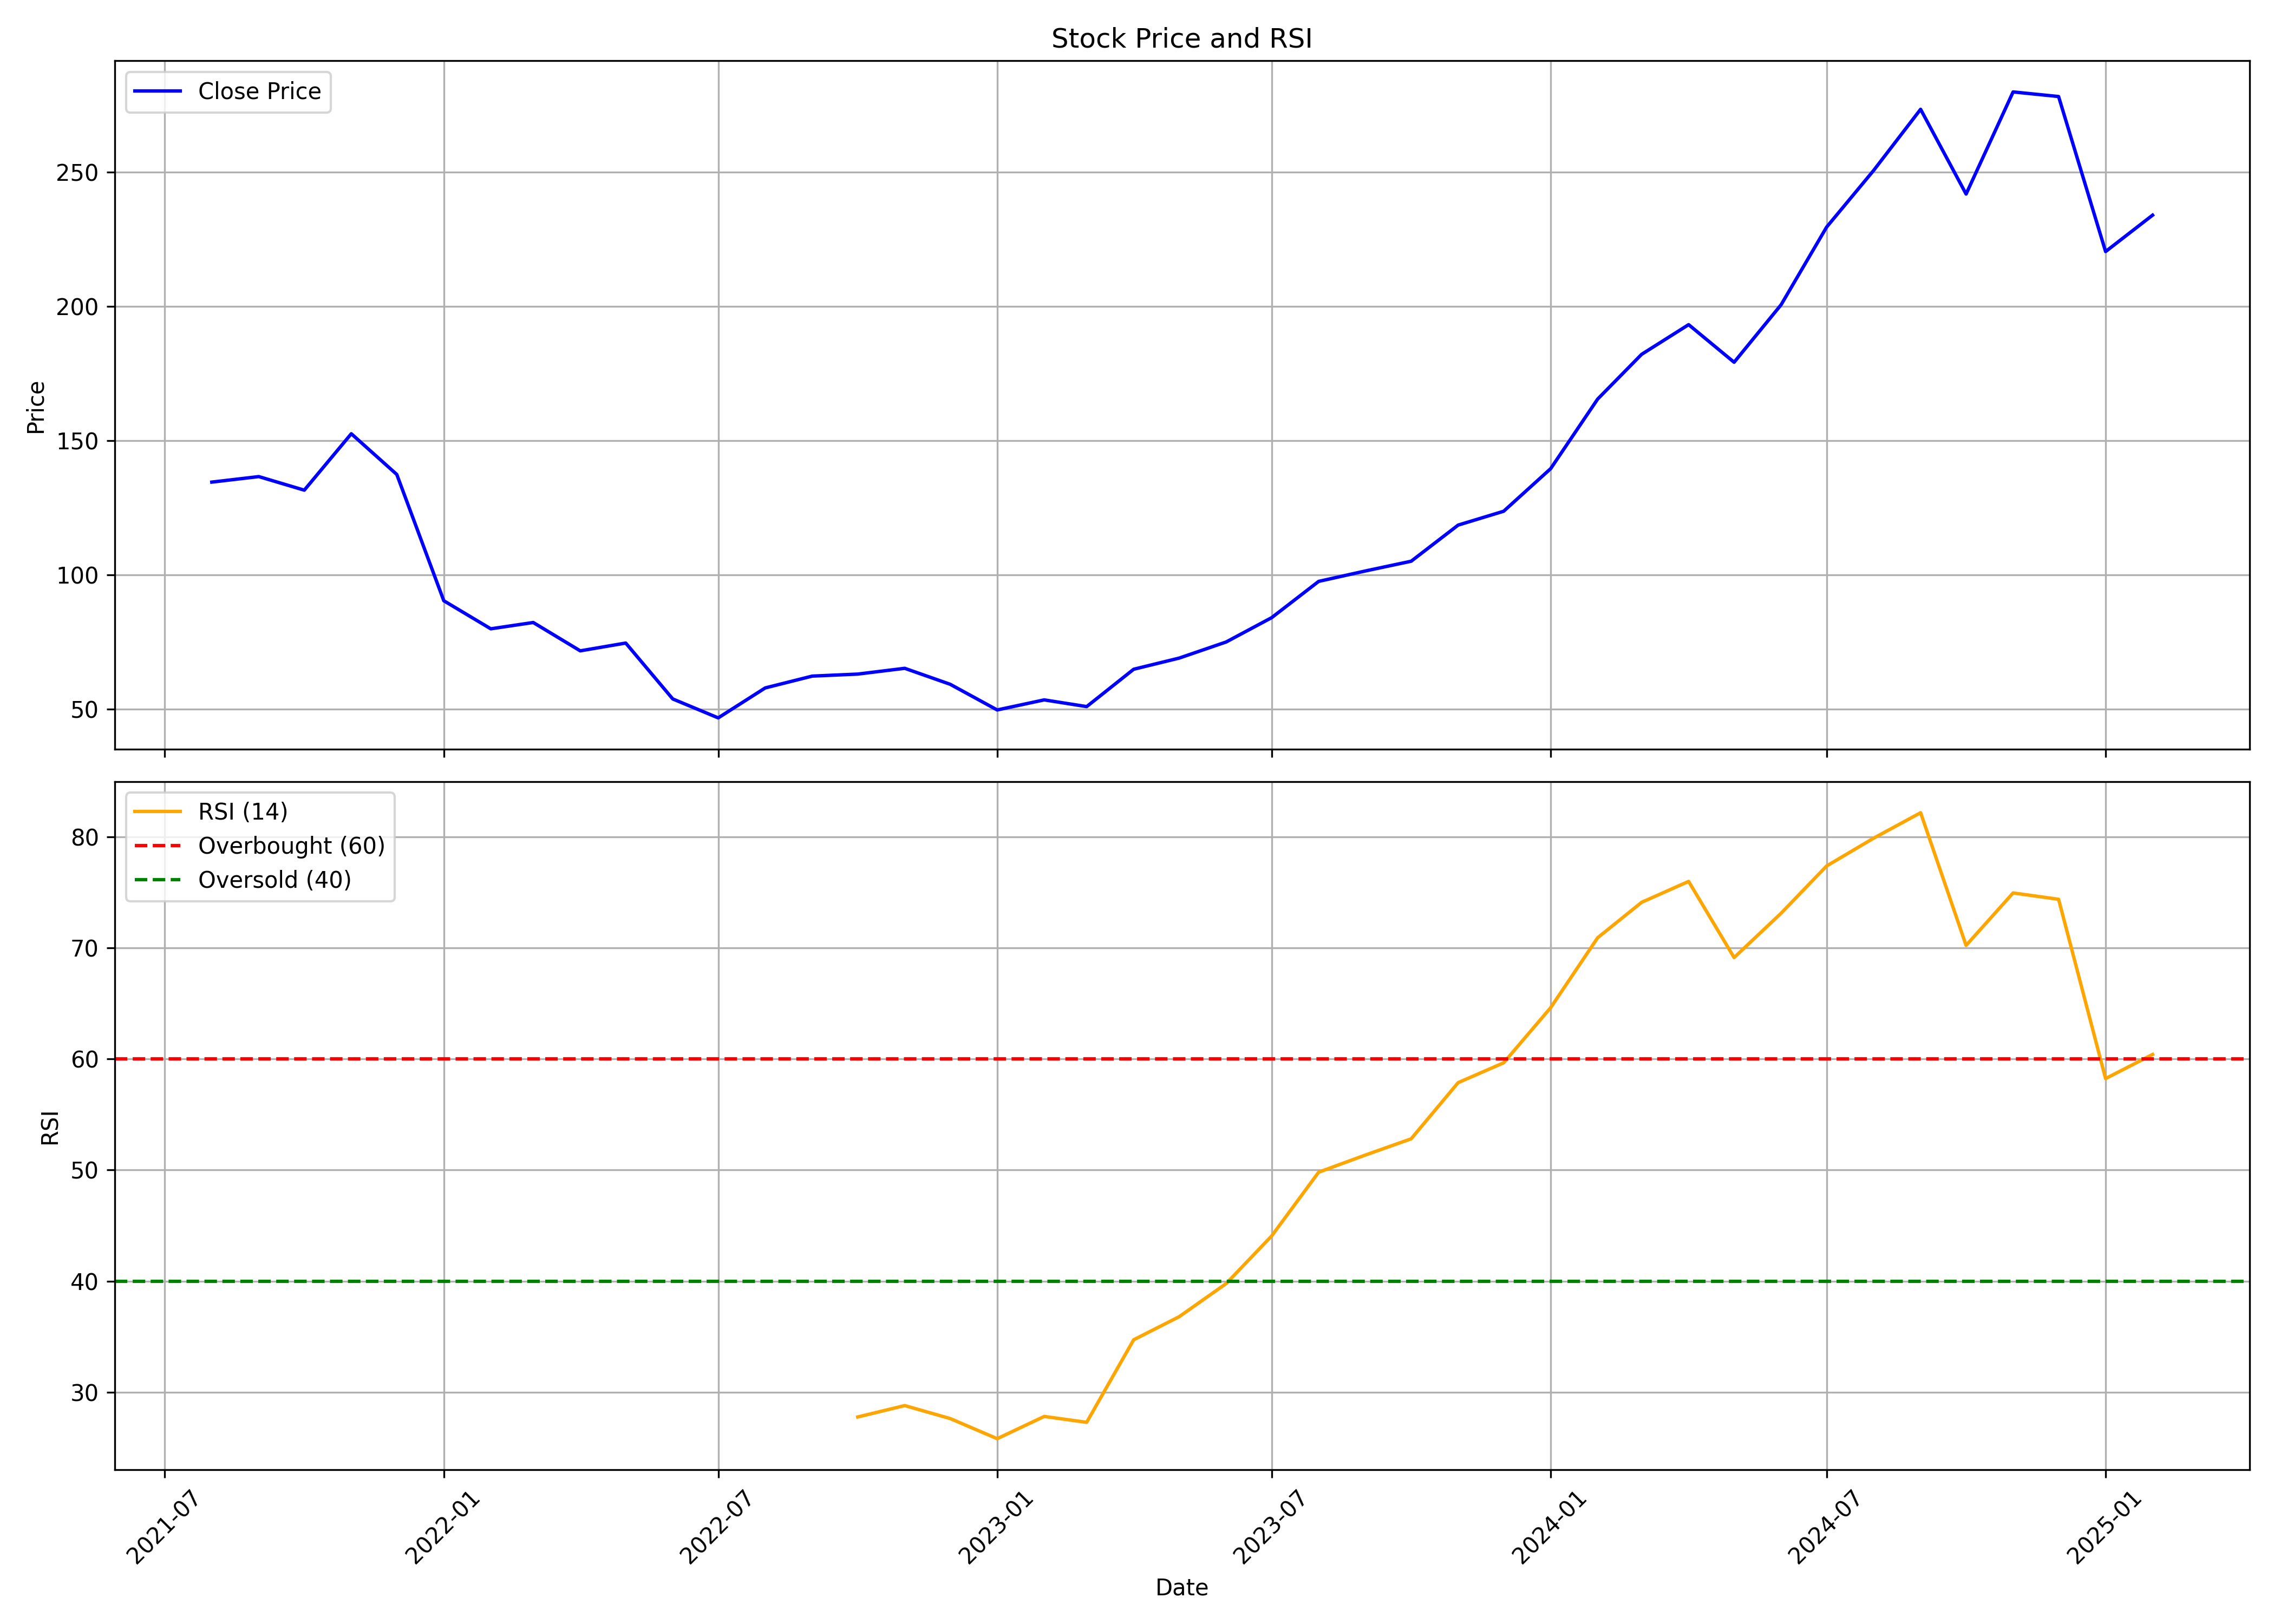 Stock Price and RSI
Close Price
250
200
150
100
50
Price
RSI (14)
Overbought (60)
Oversold (40)
80
70
60
50
40
30
RSI
2021-07
2022-01
2022-07
2023-01
2023-07
2024-01
2024-07
2025-01
Date